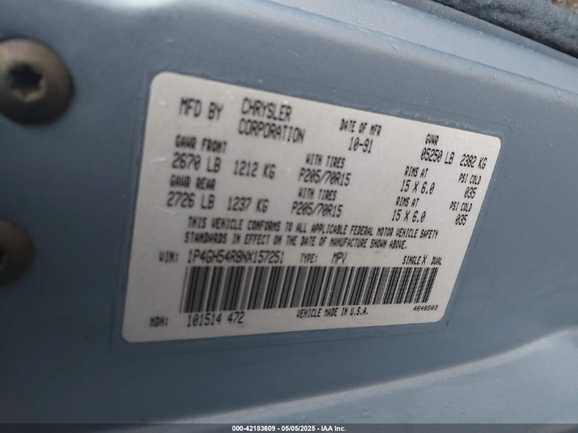 MFD BY CHRYSLER CORPORATION DATE OF MFR 10-91 GVWR 05250 LB 2382 KG
GAWR FRONT WITH TIRES RIMS AT PSI COLD
2670 LB 1212 KG P205/70R15 15 X 6.0 035
GAWR REAR WITH TIRES RIMS AT PSI COLD
2726 LB 1237 KG P205/70R15 15 X 6.0 035
THIS VEHICLE CONFORMS TO ALL APPLICABLE FEDERAL MOTOR VEHICLE SAFETY
STANDARDS IN EFFECT ON THE DATE OF MANUFACTURE SHOWN ABOVE.
VIN: 1P4GH54R8NX157251 TYPE: MPV SINGLE X DUAL
MDH: 101514 472 VEHICLE MADE IN U.S.A.
000-42183609 - 05/05/2025 - IAA Inc.